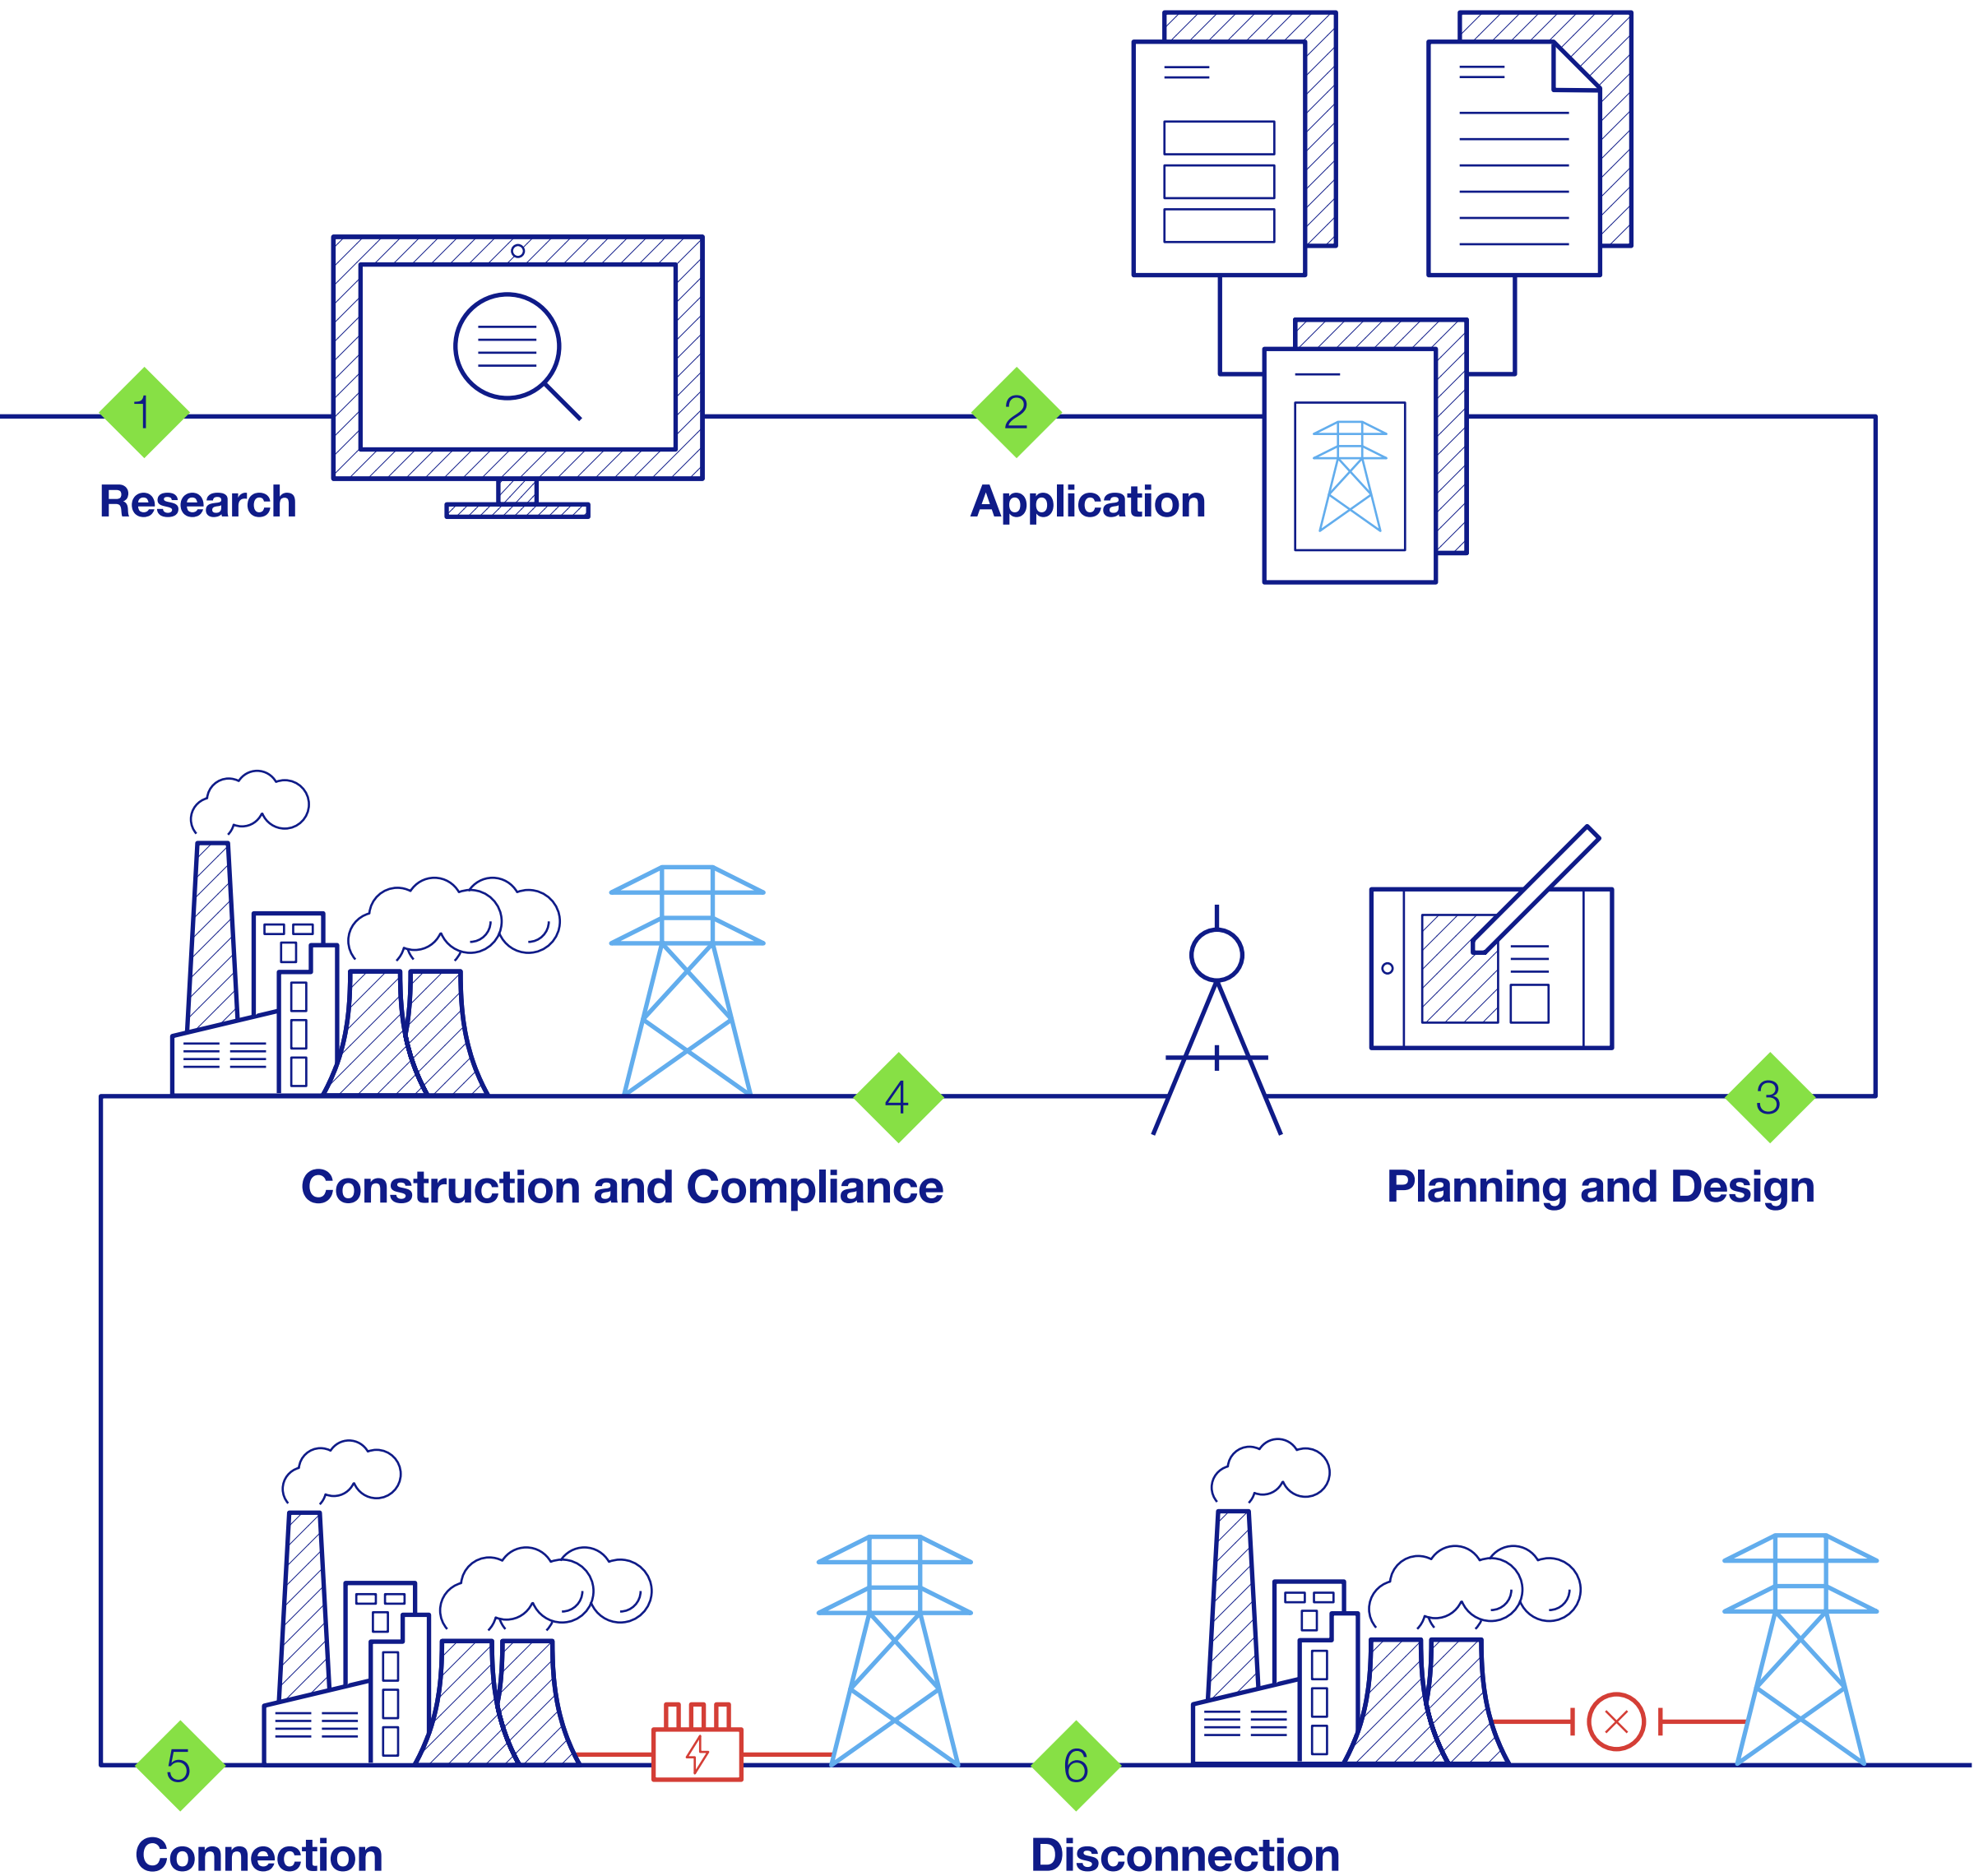 1
Research
2
Application
3
Planning and Design
4
Construction and Compliance
5
Connection
6
Disconnection